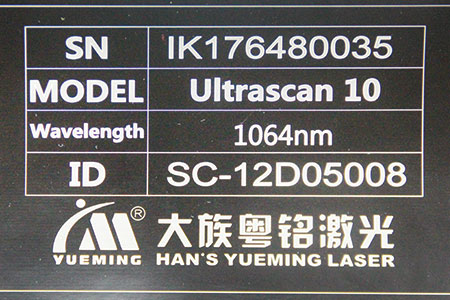 SN IK176480035
MODEL Ultrascan 10
Wavelength 1064nm
ID SC-12D05008
® 大族粤铭激光
YUEMING HAN'S YUEMING LASER